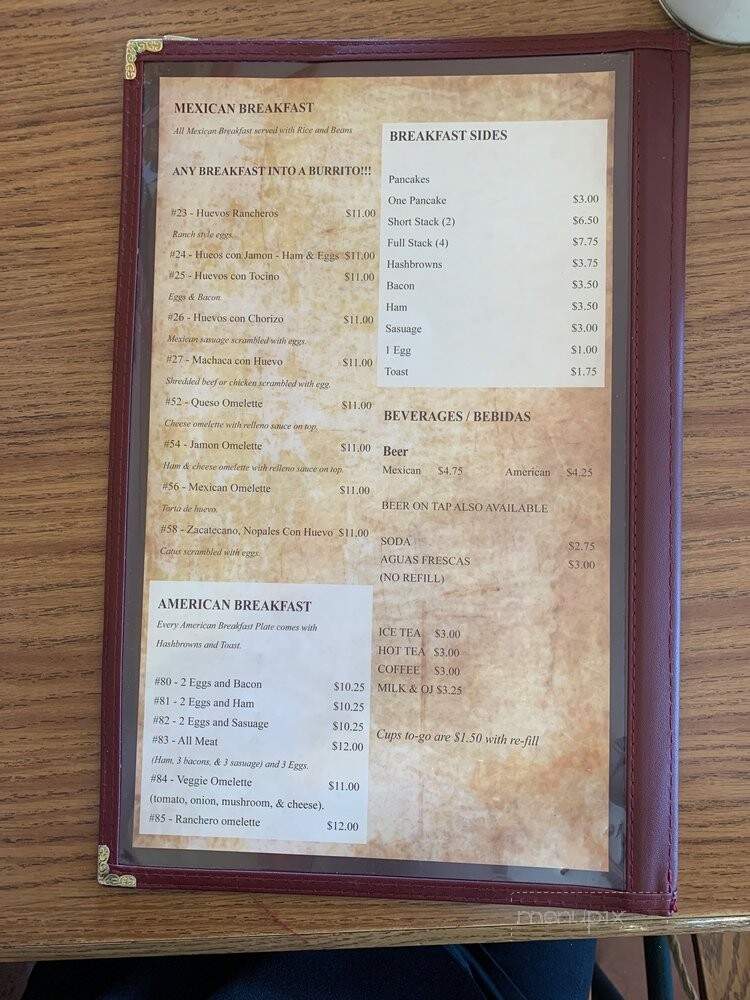 MEXICAN BREAKFAST
All Mexican Breakfast served with Rice and Beans
ANY BREAKFAST INTO A BURRITO!!!
#23 - Huevos Rancheros $11.00
Ranch style eggs.
#24 - Hueos con Jamon - Ham & Eggs $11.00
#25 - Huevos con Tocino $11.00
Eggs & Bacon.
#26 - Huevos con Chorizo $11.00
Mexican sasuage scrambled with eggs.
#27 - Machaca con Huevo $11.00
Shredded beef or chicken scrambled with egg.
#52 - Queso Omelette $11.00
Cheese omelette with relleno sauce on top.
#54 - Jamon Omelette $11.00
Ham & cheese omelette with relleno sauce on top.
#56 - Mexican Omelette $11.00
Torta de huevo.
#58 - Zacatecano, Nopales Con Huevo $11.00
Catus scrambled with eggs.
AMERICAN BREAKFAST
Every American Breakfast Plate comes with
Hashbrowns and Toast.
#80 - 2 Eggs and Bacon $10.25
#81 - 2 Eggs and Ham $10.25
#82 - 2 Eggs and Sasuage $10.25
#83 - All Meat $12.00
(Ham, 3 bacons, & 3 sasuage) and 3 Eggs.
#84 - Veggie Omelette $11.00
(tomato, onion, mushroom, & cheese).
#85 - Ranchero omelette $12.00
BREAKFAST SIDES
Pancakes
One Pancake $3.00
Short Stack (2) $6.50
Full Stack (4) $7.75
Hashbrowns $3.75
Bacon $3.50
Ham $3.50
Sasuage $3.00
1 Egg $1.00
Toast $1.75
BEVERAGES / BEBIDAS
Beer
Mexican $4.75 American $4.25
BEER ON TAP ALSO AVAILABLE
SODA $2.75
AGUAS FRESCAS $3.00
(NO REFILL)
ICE TEA $3.00
HOT TEA $3.00
COFFEE $3.00
MILK & OJ $3.25
Cups to-go are $1.50 with re-fill
menupix